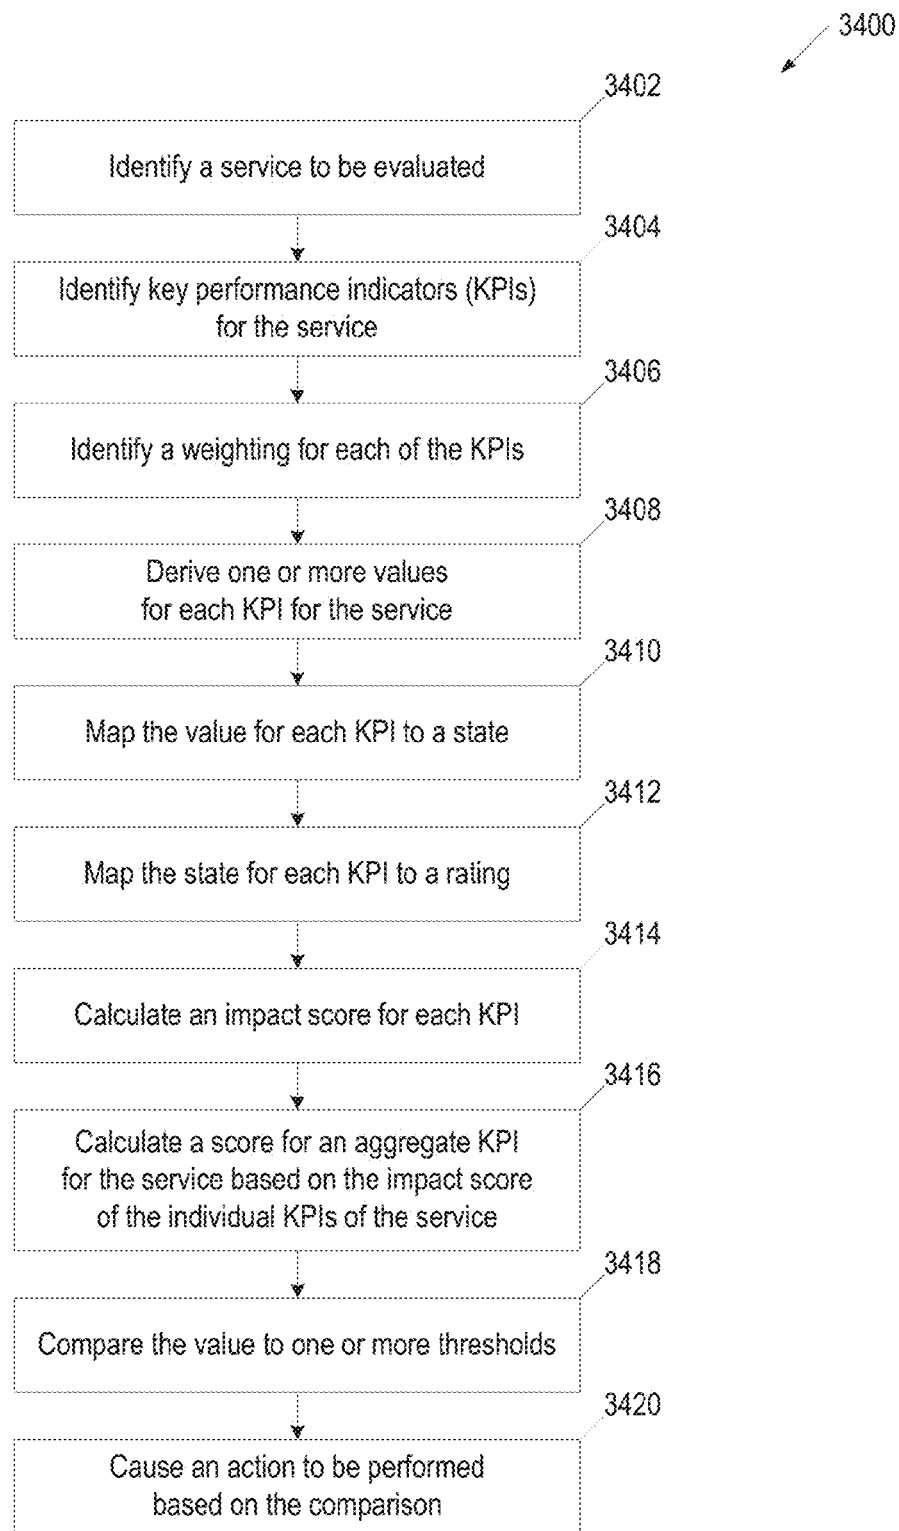 3400
3402
Identify a service to be evaluated
3404
Identify key performance indicators (KPIs)
for the service
3406
Identify a weighting for each of the KPIs
3408
Derive one or more values
for each KPI for the service
3410
Map the value for each KPI to a state
3412
Map the state for each KPI to a rating
3414
Calculate an impact score for each KPI
3416
Calculate a score for an aggregate KPI
for the service based on the impact score
of the individual KPIs of the service
3418
Compare the value to one or more thresholds
3420
Cause an action to be performed
based on the comparison